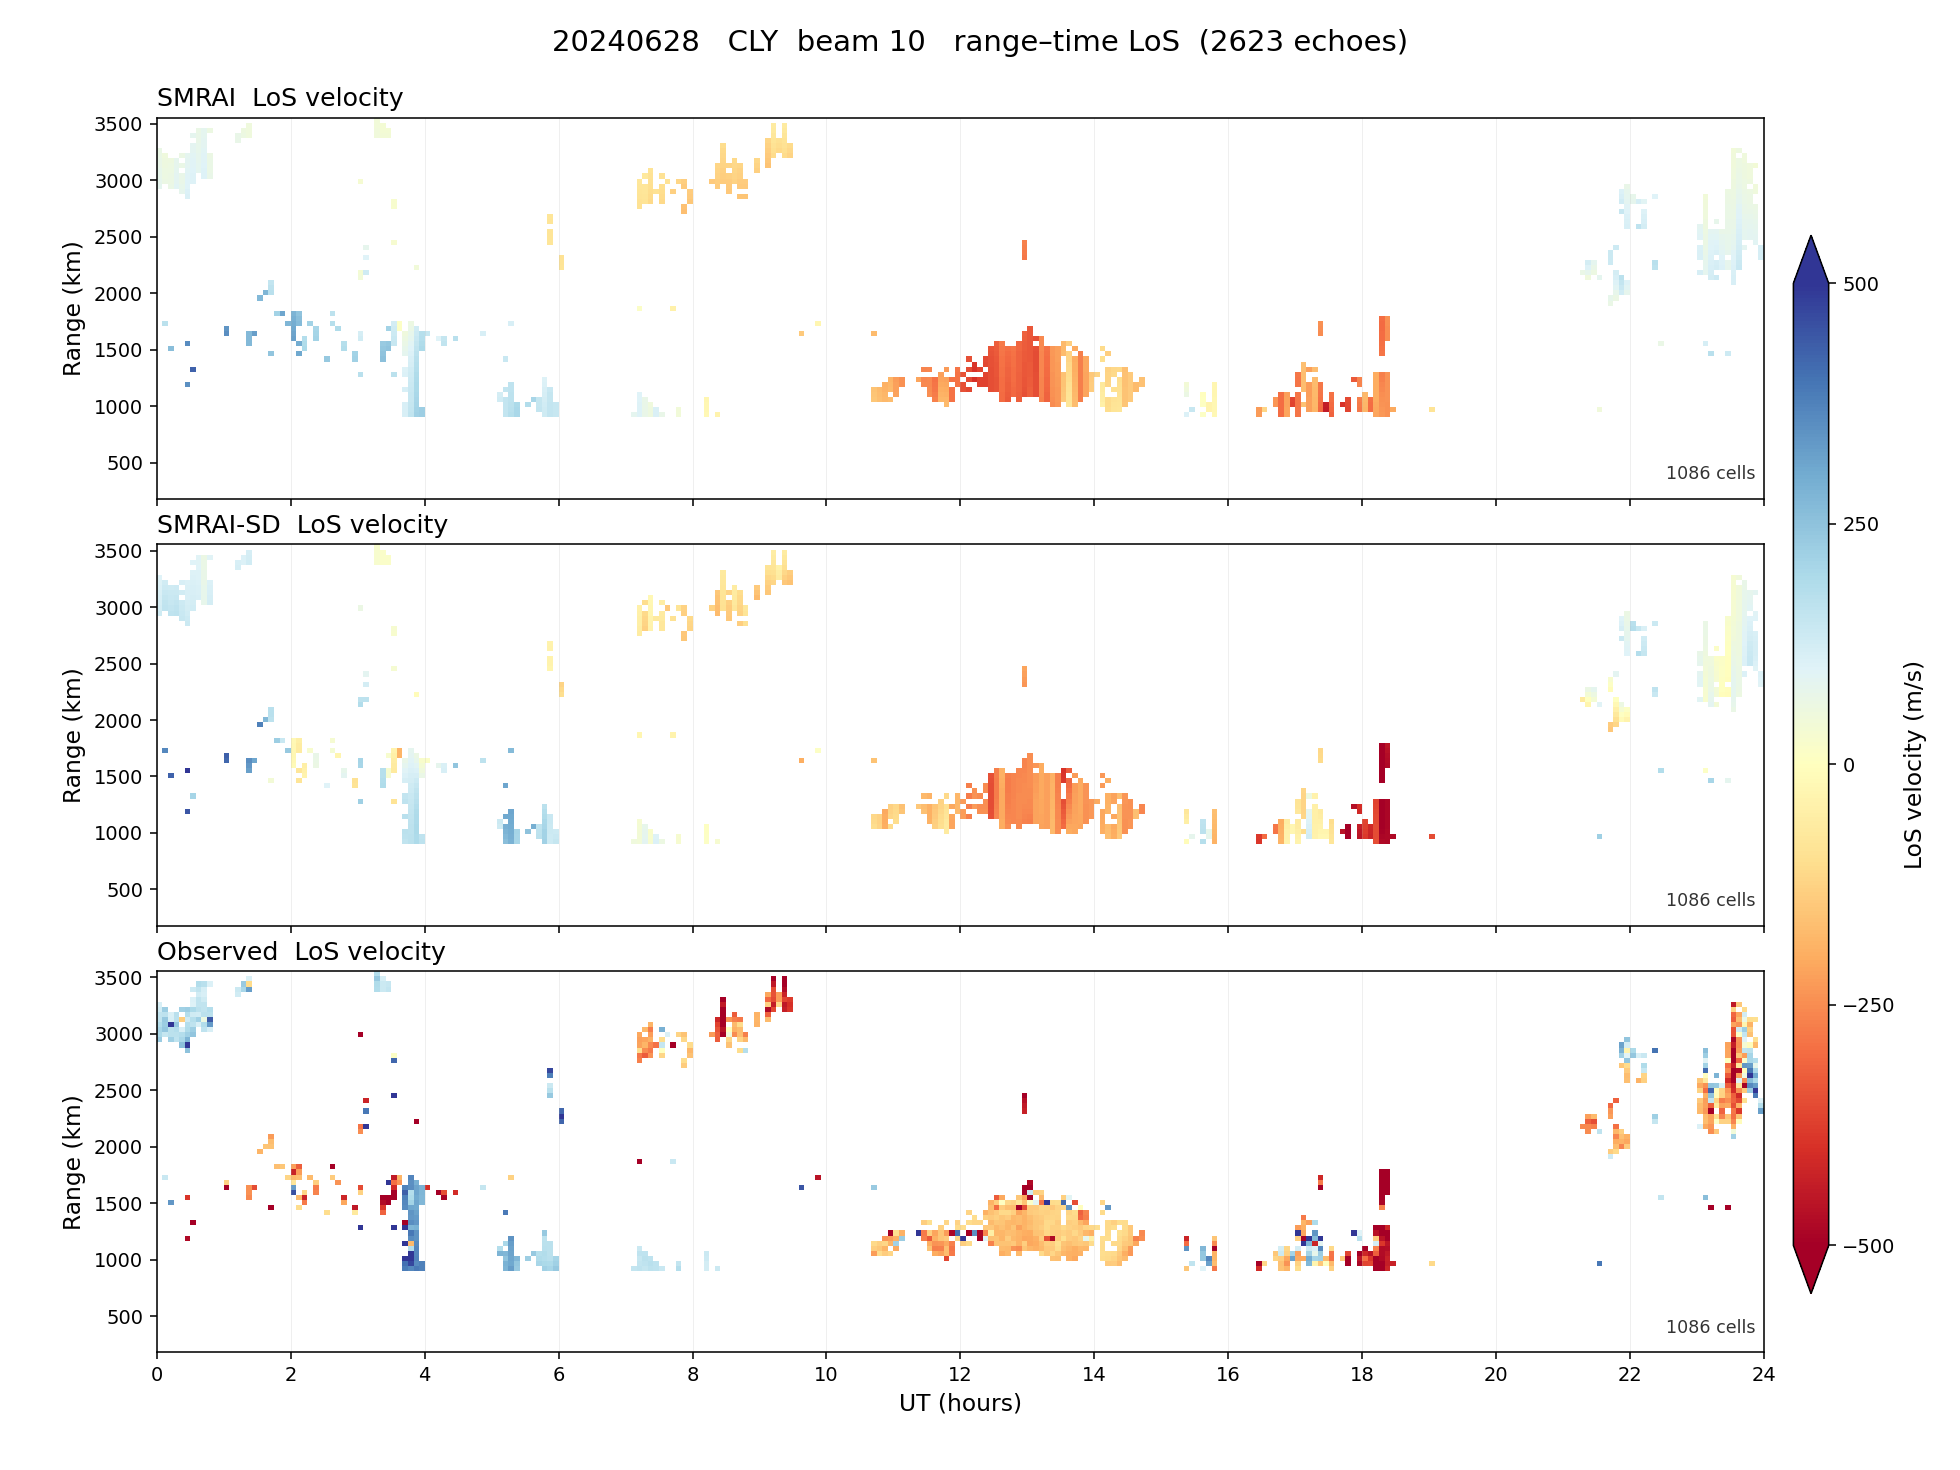 20240628   CLY  beam 10   range–time LoS  (2623 echoes)
SMRAI  LoS velocity
3500
3000
2500
2000
1500
1000
500
Range (km)
1086 cells
SMRAI-SD  LoS velocity
3500
3000
2500
2000
1500
1000
500
Range (km)
1086 cells
Observed  LoS velocity
3500
3000
2500
2000
1500
1000
500
Range (km)
1086 cells
0 2 4 6 8 10 12 14 16 18 20 22 24
UT (hours)
500
250
0
−250
−500
LoS velocity (m/s)